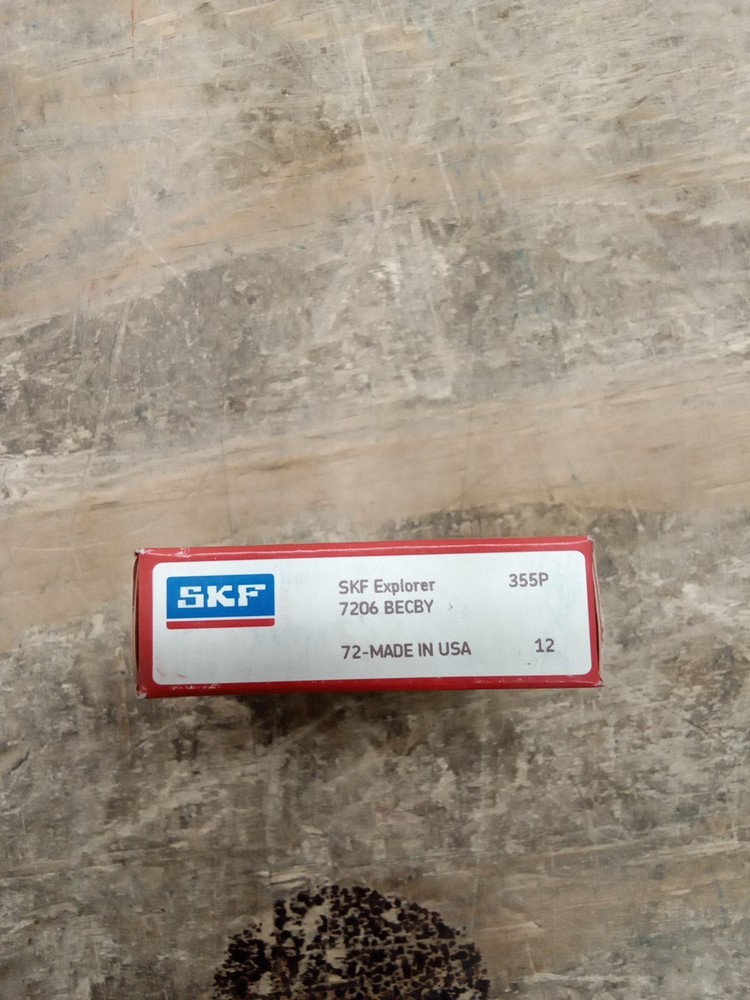 SKF
SKF Explorer
355P
7206 BECBY
72-MADE IN USA
12